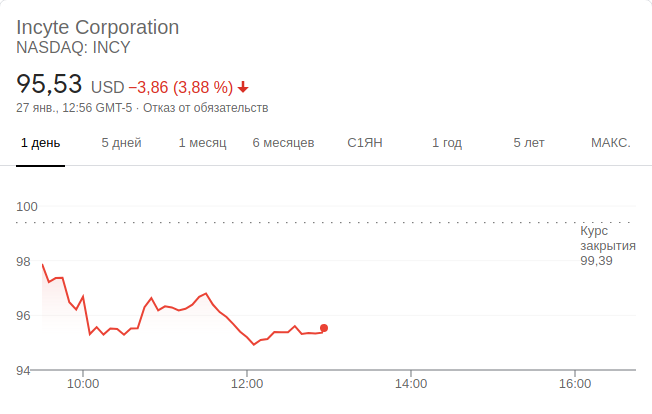 Incyte Corporation
NASDAQ: INCY
95,53 USD −3,86 (3,88 %)
27 янв., 12:56 GMT-5 · Отказ от обязательств
1 день 5 дней 1 месяц 6 месяцев С1ЯН 1 год 5 лет МАКС.
100
Курс
закрытия
99,39
98
96
94
10:00 12:00 14:00 16:00